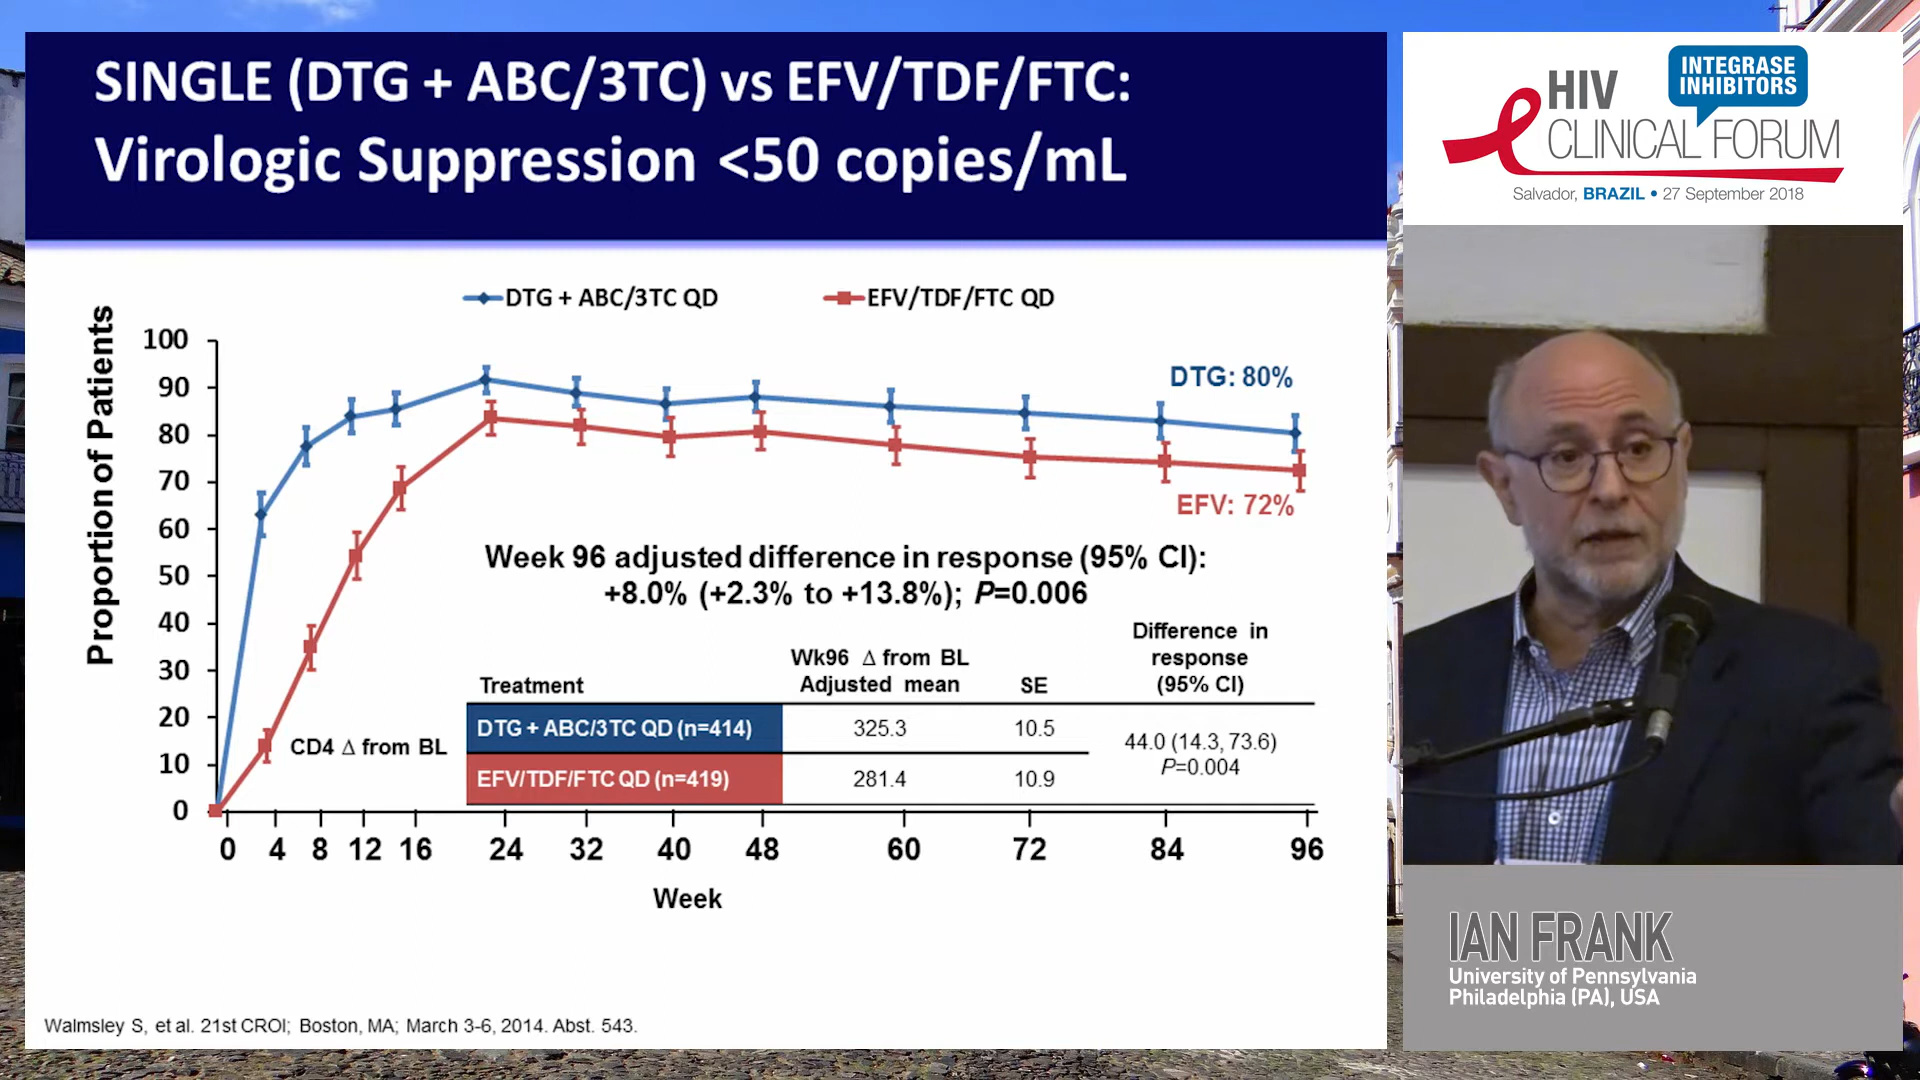 SINGLE (DTG + ABC/3TC) vs EFV/TDF/FTC:
Virologic Suppression <50 copies/mL
DTG + ABC/3TC QD
EFV/TDF/FTC QD
Proportion of Patients
100
90
80
70
60
50
40
30
20
10
0
DTG: 80%
EFV: 72%
Week 96 adjusted difference in response (95% CI):
+8.0% (+2.3% to +13.8%); P=0.006
CD4 Δ from BL
Treatment
Wk96 Δ from BL
Adjusted mean
SE
Difference in
response
(95% CI)
DTG + ABC/3TC QD (n=414)
325.3
10.5
44.0 (14.3, 73.6)
P=0.004
EFV/TDF/FTC QD (n=419)
281.4
10.9
0 4 8 12 16 24 32 40 48 60 72 84 96
Week
Walmsley S, et al. 21st CROI; Boston, MA; March 3-6, 2014. Abst. 543.
INTEGRASE
INHIBITORS
HIV
CLINICAL FORUM
Salvador, BRAZIL • 27 September 2018
IAN FRANK
University of Pennsylvania
Philadelphia (PA), USA